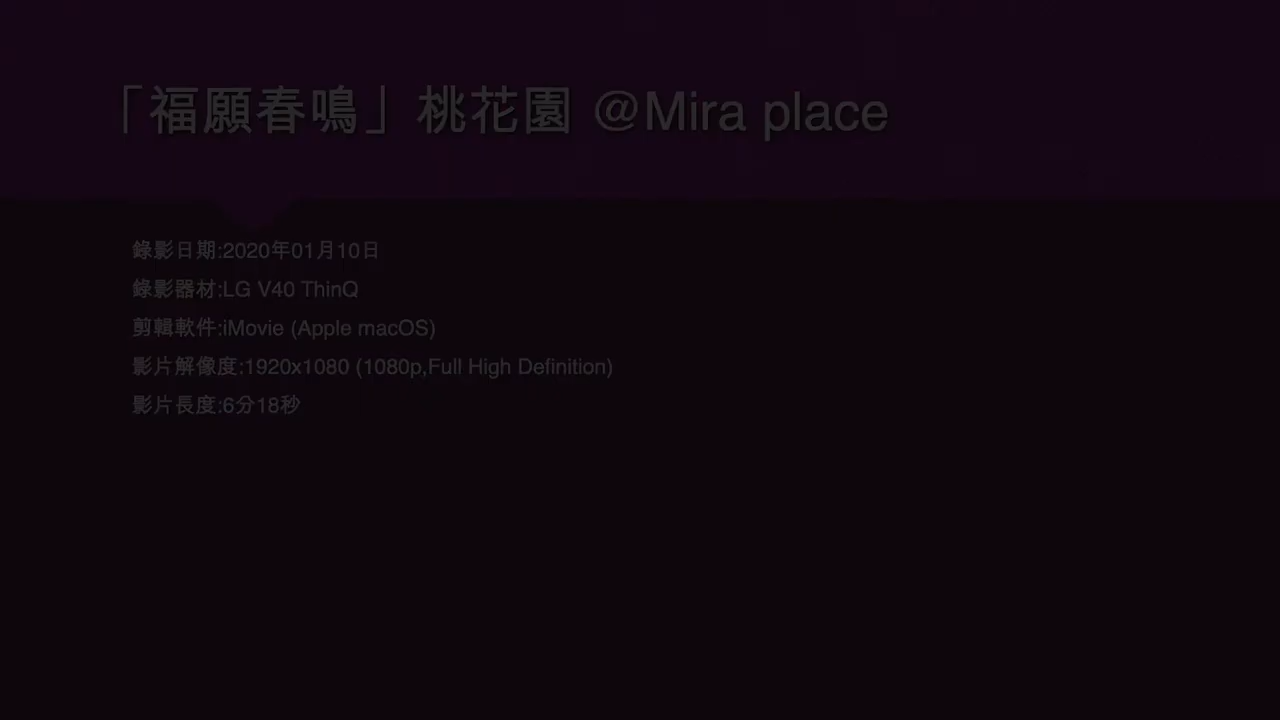 「福願春鳴」桃花園 @Mira place
錄影日期:2020年01月10日
錄影器材:LG V40 ThinQ
剪輯軟件:iMovie (Apple macOS)
影片解像度:1920x1080 (1080p,Full High Definition)
影片長度:6分18秒